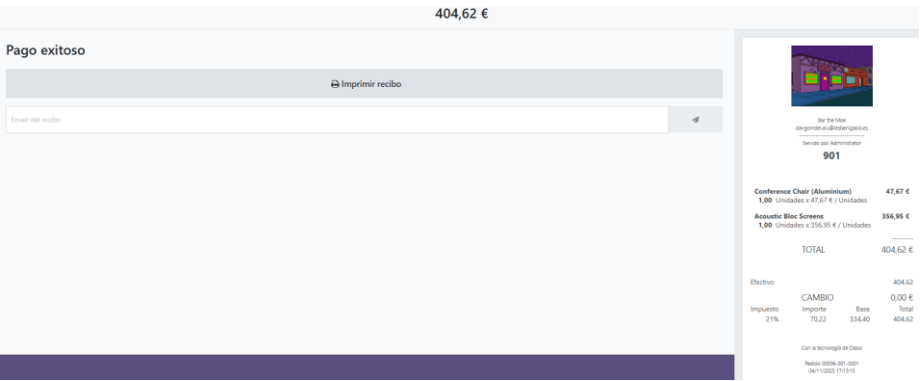 404,62 €
Pago exitoso
Imprimir recibo
Email del recibo
Bar the Moe
Servido por Administrator
901
Conference Chair (Aluminium) 47,67 €
1,00 Unidades x 47,67 € / Unidades
Acoustic Bloc Screens 356,95 €
1,00 Unidades x 356,95 € / Unidades
--------
TOTAL 404,62 €
Efectivo 404,62
CAMBIO 0,00 €
Impuesto Importe Base Total
21% 70,22 334,40 404,62
Con la tecnología de Odoo
Pedido 00006-001-0001
04/11/2025 17:13:15